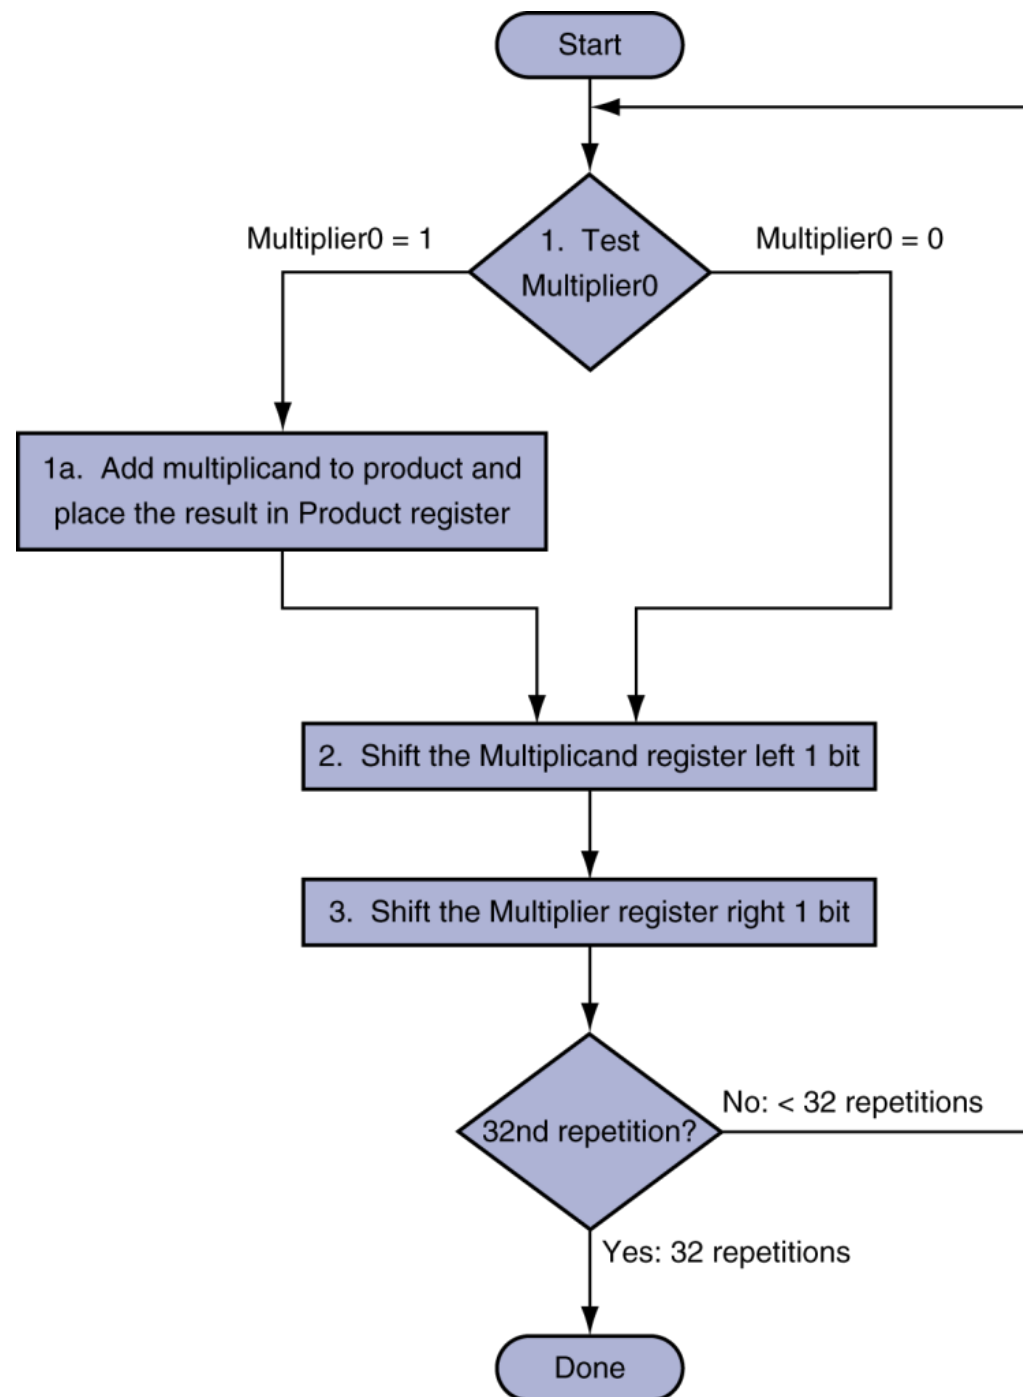 Start
Multiplier0 = 1
1. Test
Multiplier0
Multiplier0 = 0
1a. Add multiplicand to product and
place the result in Product register
2. Shift the Multiplicand register left 1 bit
3. Shift the Multiplier register right 1 bit
32nd repetition?
No: < 32 repetitions
Yes: 32 repetitions
Done